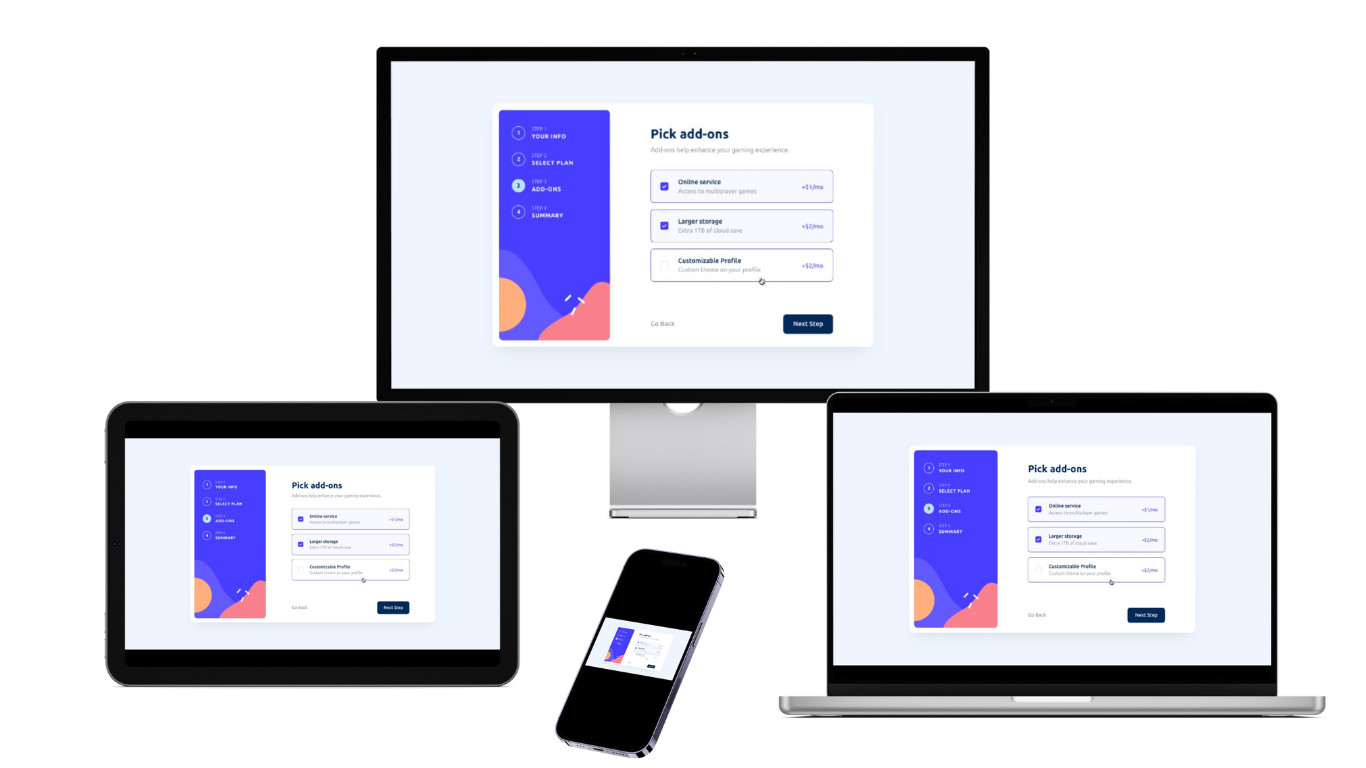 1
STEP 1
YOUR INFO
2
STEP 2
SELECT PLAN
3
STEP 3
ADD-ONS
4
STEP 4
SUMMARY
Pick add-ons
Add-ons help enhance your gaming experience.
Online service
Access to multiplayer games
+$1/mo
Larger storage
Extra 1TB of cloud save
+$2/mo
Customizable Profile
Custom theme on your profile
+$2/mo
Go Back
Next Step
1
STEP 1
YOUR INFO
2
STEP 2
SELECT PLAN
3
STEP 3
ADD-ONS
4
STEP 4
SUMMARY
Pick add-ons
Add-ons help enhance your gaming experience.
Online service
Access to multiplayer games
+$1/mo
Larger storage
Extra 1TB of cloud save
+$2/mo
Customizable Profile
Custom theme on your profile
+$2/mo
Go Back
Next Step
1
STEP 1
YOUR INFO
2
STEP 2
SELECT PLAN
3
STEP 3
ADD-ONS
4
STEP 4
SUMMARY
Pick add-ons
Add-ons help enhance your gaming experience.
Online service
Access to multiplayer games
+$1/mo
Larger storage
Extra 1TB of cloud save
+$2/mo
Customizable Profile
Custom theme on your profile
+$2/mo
Go Back
Next Step